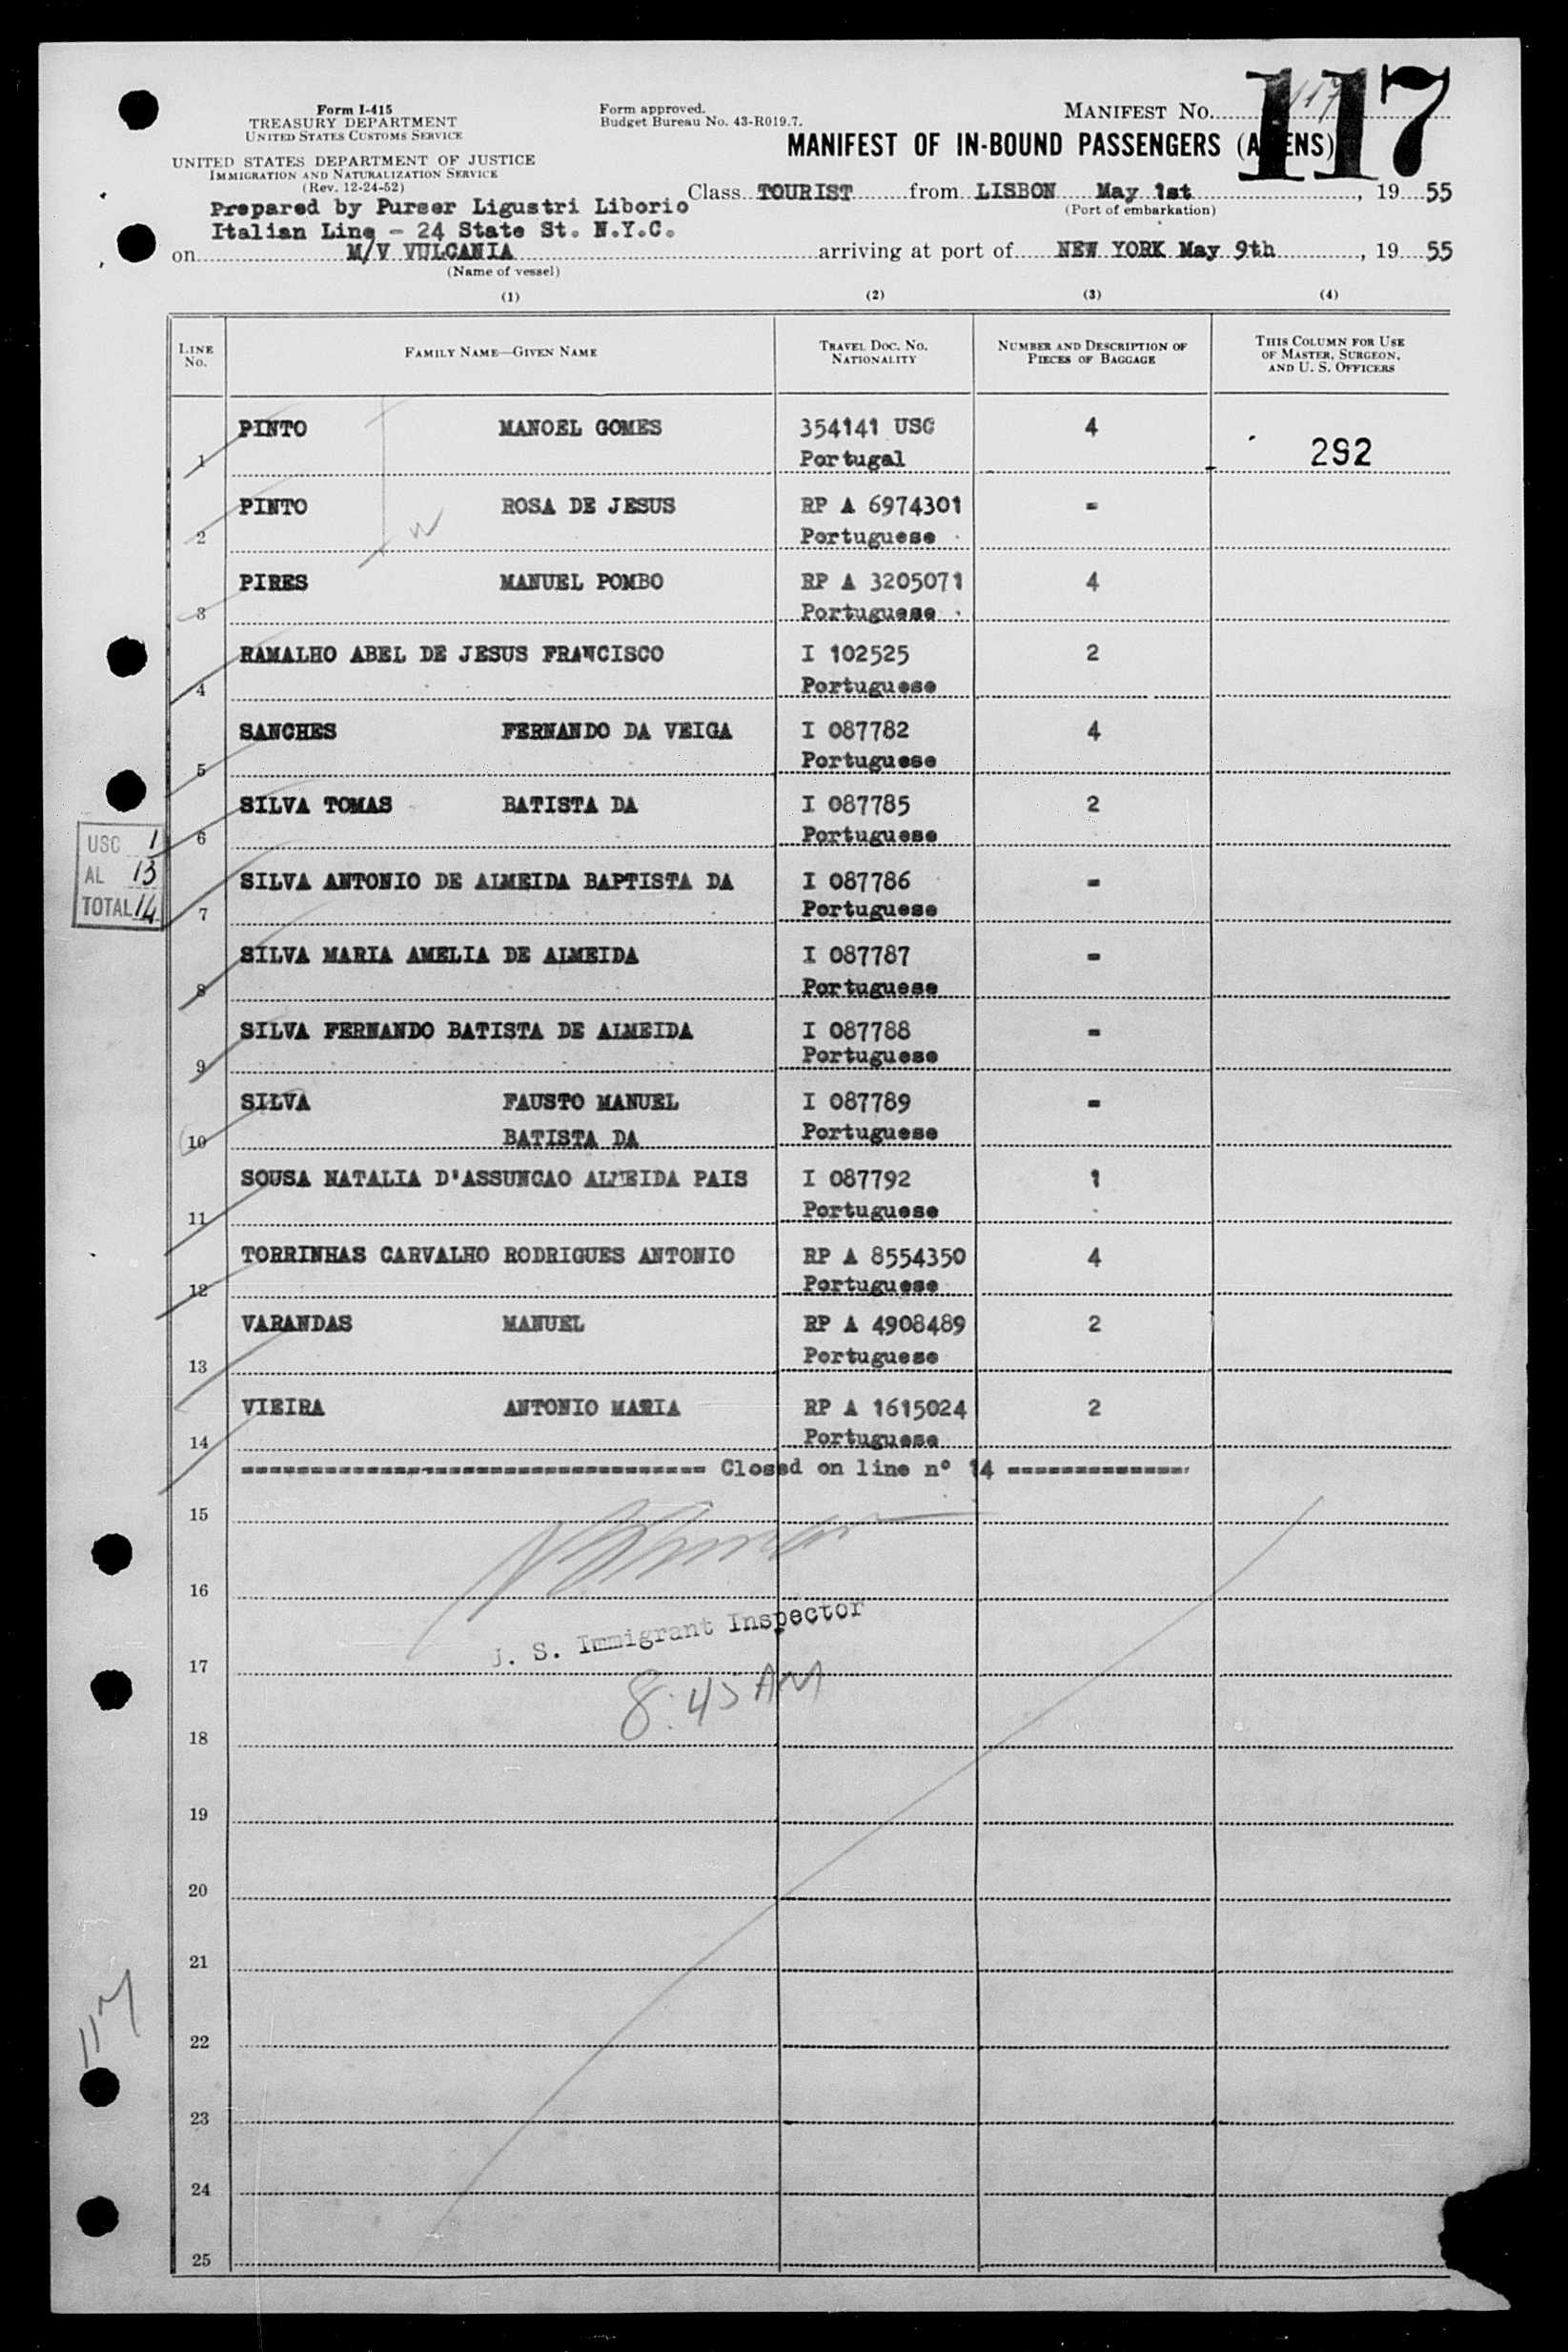 117
Form I-415
TREASURY DEPARTMENT
UNITED STATES CUSTOMS SERVICE
Form approved.
Budget Bureau No. 43-R019.7.
MANIFEST No. 117
UNITED STATES DEPARTMENT OF JUSTICE
IMMIGRATION AND NATURALIZATION SERVICE
(Rev. 12-24-52)
MANIFEST OF IN-BOUND PASSENGERS (ALIENS)
Class TOURIST from LISBON May 1st, 19 55
(Port of embarkation)
Prepared by Purser Ligustri Liborio
Italian Line - 24 State St. N.Y.C.
on M/V VULCANIA arriving at port of NEW YORK May 9th, 19 55
(Name of vessel)
(1) (2) (3) (4)
LINE No. FAMILY NAME—GIVEN NAME TRAVEL DOC. No. NATIONALITY NUMBER AND DESCRIPTION OF PIECES OF BAGGAGE THIS COLUMN FOR USE OF MASTER, SURGEON, AND U. S. OFFICERS
PINTO MANOEL GOMES 354141 USC 4
1 Portugal 292
PINTO ROSA DE JESUS RP A 6974301 -
2 Portuguese
PIRES MANUEL POMBO RP A 3205071 4
3 Portuguese
RAMALHO ABEL DE JESUS FRANCISCO I 102525 2
4 Portuguese
SANCHES FERNANDO DA VEIGA I 087782 4
5 Portuguese
SILVA TOMAS BATISTA DA I 087785 2
6 Portuguese
USC 1
AL 13
TOTAL 14
SILVA ANTONIO DE ALMEIDA BAPTISTA DA I 087786 -
7 Portuguese
SILVA MARIA AMELIA DE ALMEIDA I 087787 -
8 Portuguese
SILVA FERNANDO BATISTA DE ALMEIDA I 087788 -
9 Portuguese
SILVA FAUSTO MANUEL I 087789 -
10 BATISTA DA Portuguese
SOUSA NATALIA D'ASSUNCAO ALMEIDA PAIS I 087792 1
11 Portuguese
TORRINHAS CARVALHO RODRIGUES ANTONIO RP A 8554350 4
12 Portuguese
VARANDAS MANUEL RP A 4908489 2
13 Portuguese
VIEIRA ANTONIO MARIA RP A 1615024 2
14 Portuguese
---------------------------------- Closed on line nº 14 -------------
15
16
U. S. Immigrant Inspector
17
8:45 AM
18
19
20
21
117
22
23
24
25